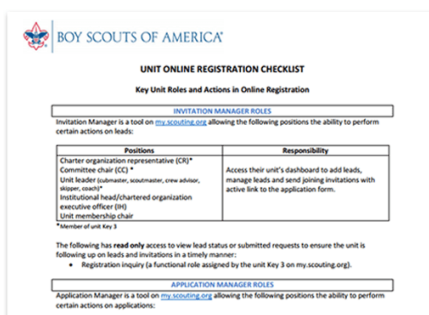 BOY SCOUTS OF AMERICA®
UNIT ONLINE REGISTRATION CHECKLIST
Key Unit Roles and Actions in Online Registration
INVITATION MANAGER ROLES
Invitation Manager is a tool on my.scouting.org allowing the following positions the ability to perform
certain actions on leads:
Positions
Responsibility
Charter organization representative (CR)*
Committee chair (CC) *
Unit leader (cubmaster, scoutmaster, crew advisor,
skipper, coach)*
Institutional head/chartered organization
executive officer (IH)
Unit membership chair
Access their unit's dashboard to add leads,
manage leads and send joining invitations with
active link to the application form.
*Member of unit Key 3
The following has read only access to view lead status or submitted requests to ensure the unit is
following up on leads and invitations in a timely manner:
• Registration inquiry (a functional role assigned by the unit Key 3 on my.scouting.org).
APPLICATION MANAGER ROLES
Application Manager is a tool on my.scouting.org allowing the following positions the ability to perform
certain actions on applications: